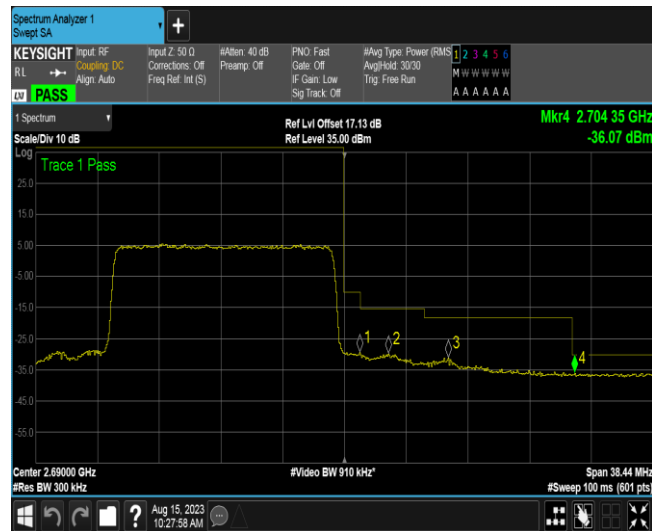 Spectrum Analyzer 1
Swept SA
+
KEYSIGHT
RL
LXI PASS
Input: RF
Coupling: DC
Align: Auto
Input Z: 50 Ω
Corrections: Off
Freq Ref: Int (S)
#Atten: 40 dB
Preamp: Off
PNO: Fast
Gate: Off
IF Gain: Low
Sig Track: Off
#Avg Type: Power (RMS
Avg|Hold: 30/30
Trig: Free Run
1 2 3 4 5 6
M W W W W W
A A A A A A
1 Spectrum
Scale/Div 10 dB
Ref Lvl Offset 17.13 dB
Ref Level 35.00 dBm
Mkr4 2.704 35 GHz
-36.07 dBm
Log
Trace 1 Pass
25.0
15.0
5.00
-5.00
-15.0
-25.0
-35.0
-45.0
-55.0
1
2
3
4
Center 2.69000 GHz
#Res BW 300 kHz
#Video BW 910 kHz*
Span 38.44 MHz
#Sweep 100 ms (601 pts)
?
Aug 15, 2023
10:27:58 AM